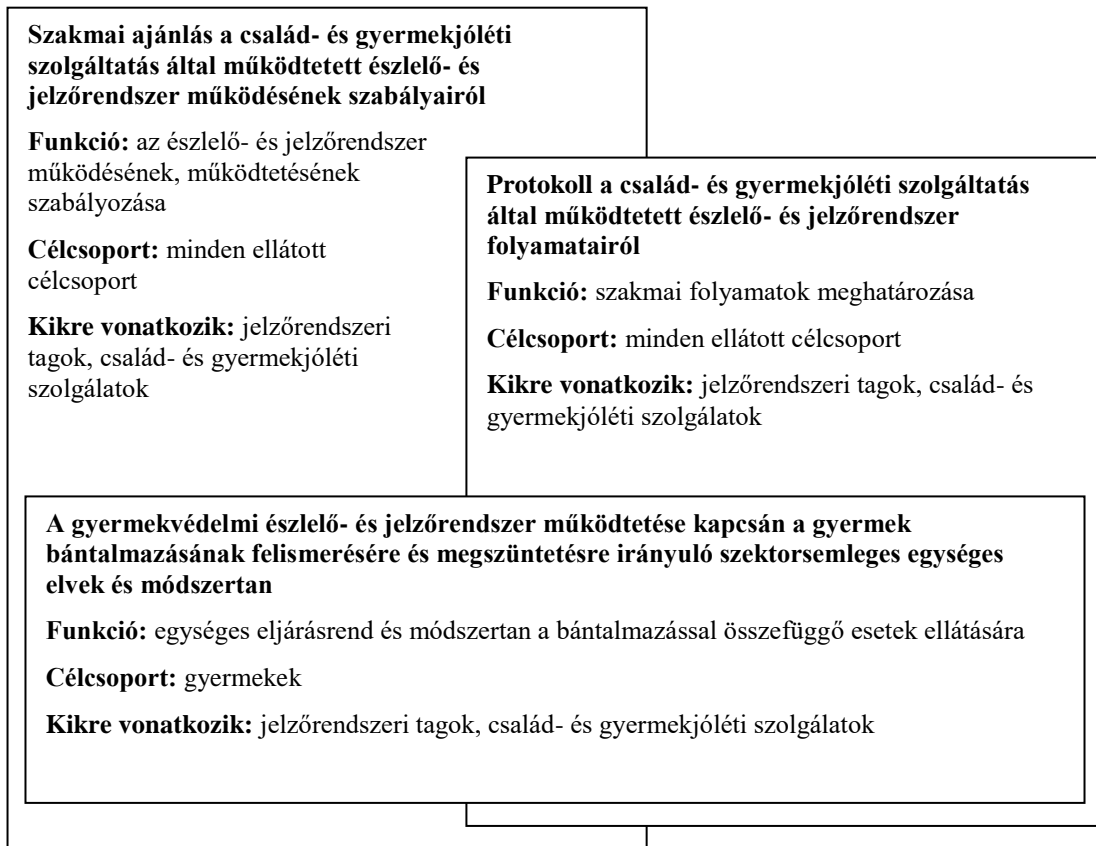 Szakmai ajánlás a család- és gyermekjóléti
szolgáltatás által működtetett észlelő- és
jelzőrendszer működésének szabályairól
Funkció: az észlelő- és jelzőrendszer
működésének, működtetésének
szabályozása
Célcsoport: minden ellátott
célcsoport
Kikre vonatkozik: jelzőrendszeri
tagok, család- és gyermekjóléti
szolgálatok
Protokoll a család- és gyermekjóléti szolgáltatás
által működtetett észlelő- és jelzőrendszer
folyamatairól
Funkció: szakmai folyamatok meghatározása
Célcsoport: minden ellátott célcsoport
Kikre vonatkozik: jelzőrendszeri tagok, család- és
gyermekjóléti szolgálatok
A gyermekvédelmi észlelő- és jelzőrendszer működtetése kapcsán a gyermek
bántalmazásának felismerésére és megszüntetésre irányuló szektorsemleges egységes
elvek és módszertan
Funkció: egységes eljárásrend és módszertan a bántalmazással összefüggő esetek ellátására
Célcsoport: gyermekek
Kikre vonatkozik: jelzőrendszeri tagok, család- és gyermekjóléti szolgálatok